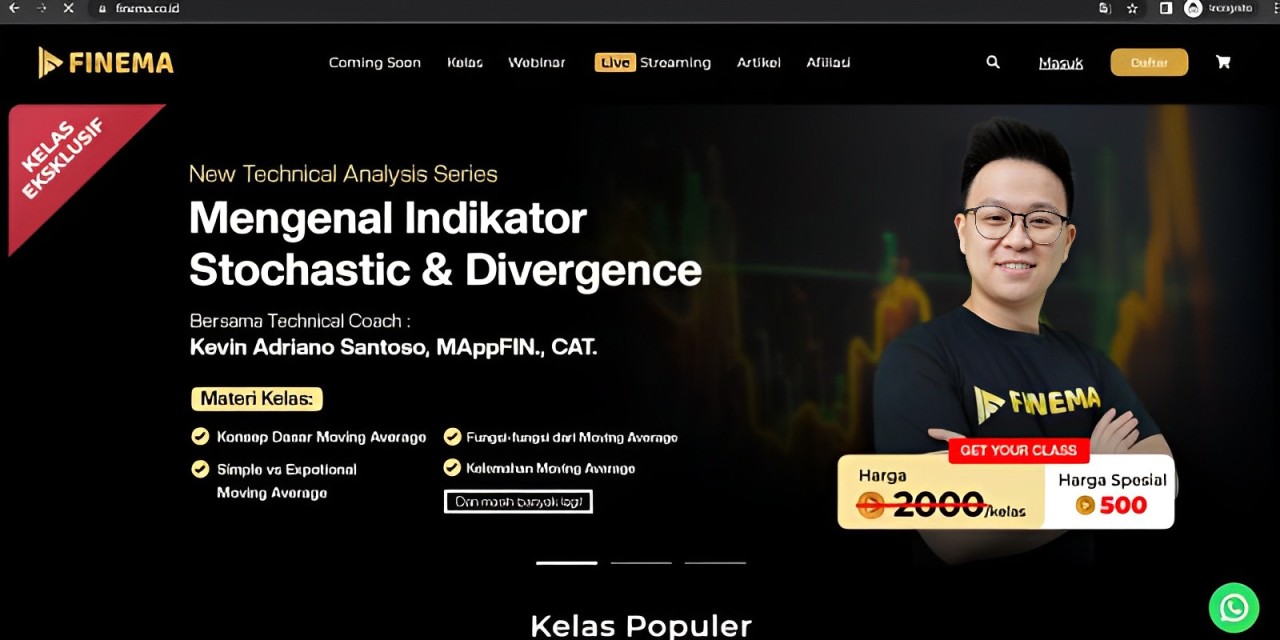 finema.co.id
Incognito
FINEMA
Coming Soon
Kelas
Webinar
Live Streaming
Artikel
Afiliasi
Masuk
Daftar
KELAS
EKSKLUSIF
New Technical Analysis Series
Mengenal Indikator
Stochastic & Divergence
Bersama Technical Coach :
Kevin Adriano Santoso, MAppFIN., CAT.
Materi Kelas:
Konsep Dasar Moving Average
Fungsi-fungsi dari Moving Average
Simple vs Expotional
Moving Average
Kelemahan Moving Average
Dan masih banyak lagi!
FINEMA
GET YOUR CLASS
Harga
2000/kelas
Harga Spesial
500
Kelas Populer